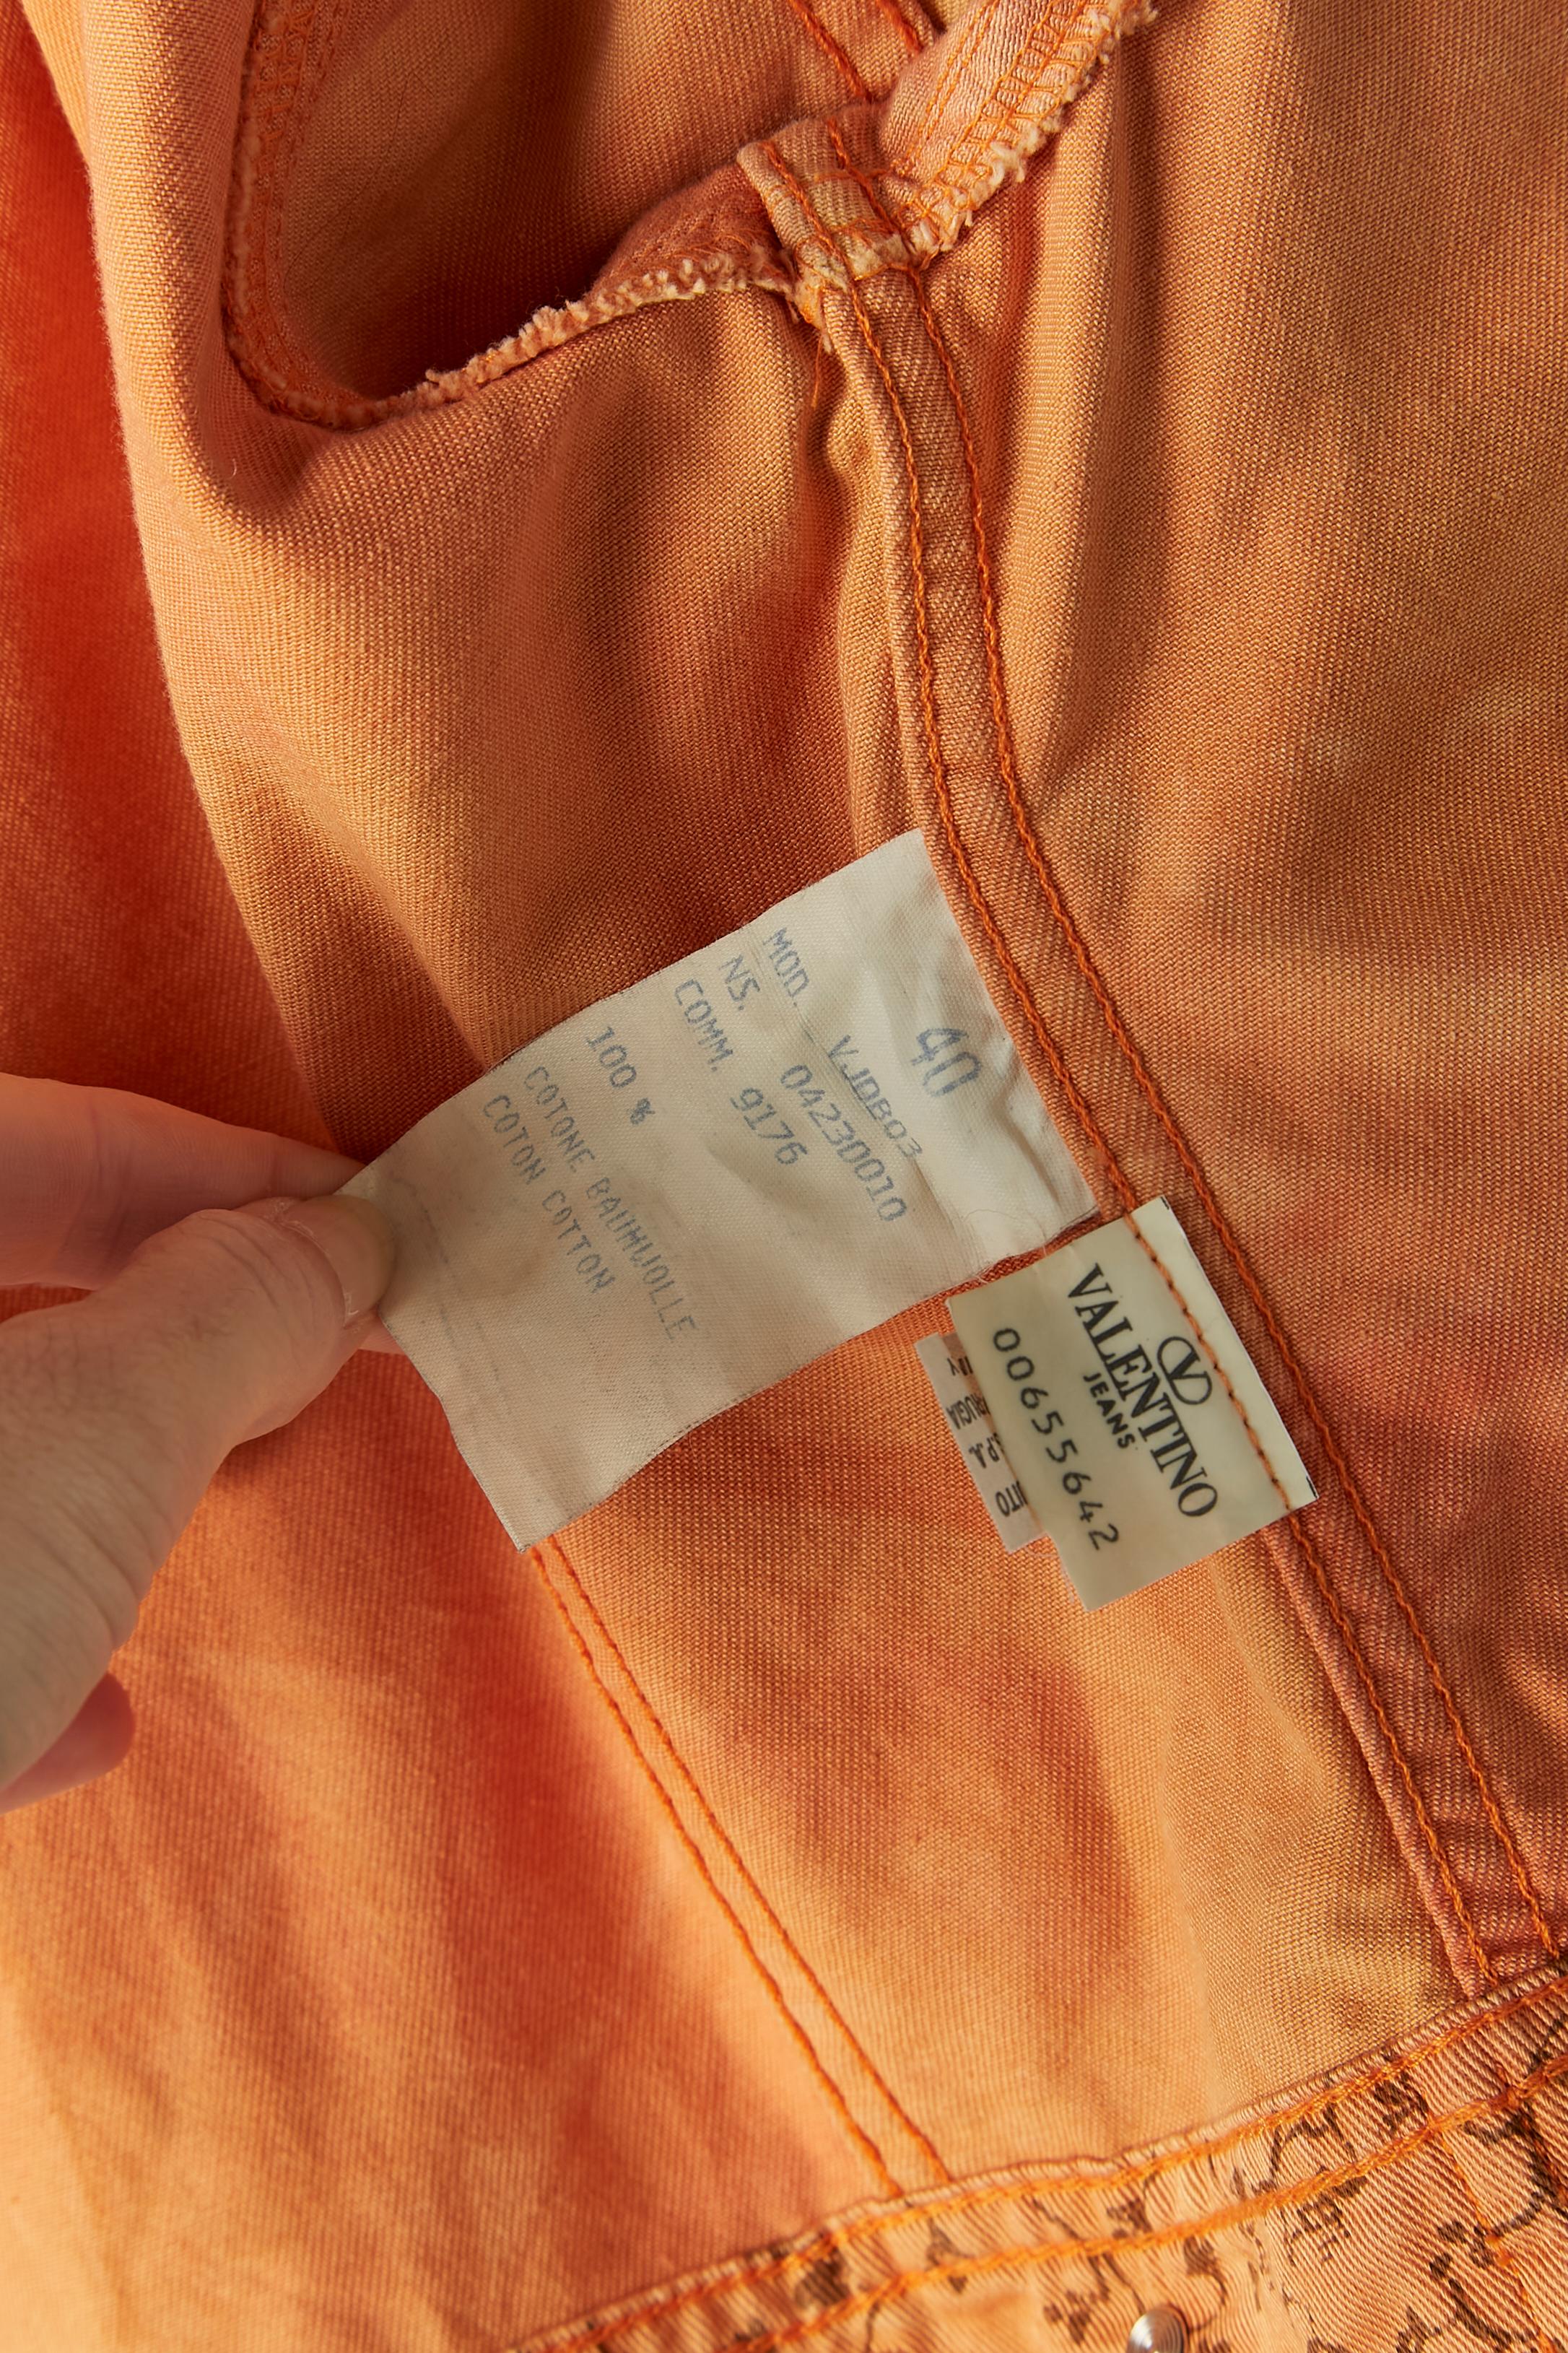 40
MOD. VJDB03
NS. 04230010
COMM. 9176
100 %
COTONE BAUMWOLLE
COTON COTTON
V
VALENTINO
JEANS
00655642
S.P.A.